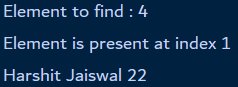 Element to find : 4
Element is present at index 1
Harshit Jaiswal 22